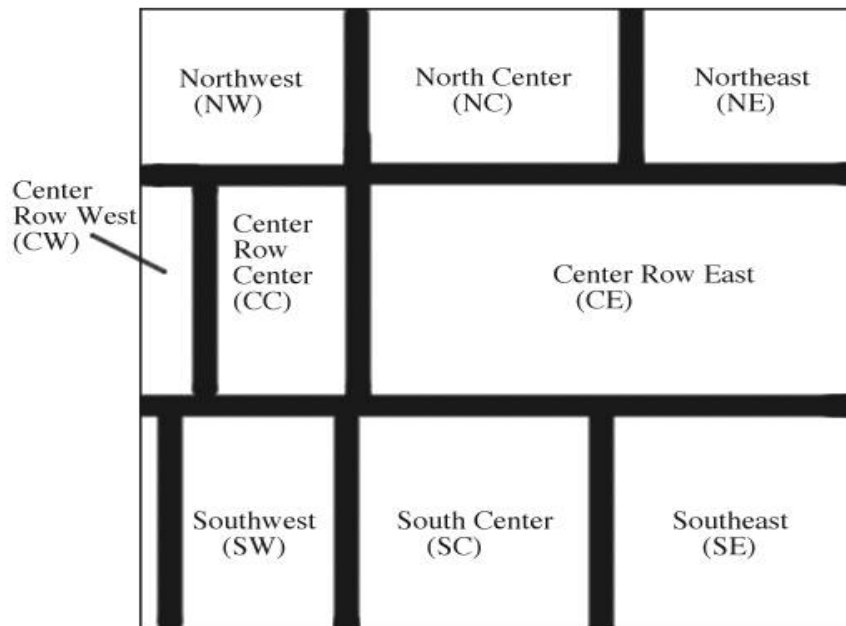 Northwest
(NW)
North Center
(NC)
Northeast
(NE)
Center
Row West
(CW)
Center
Row
Center
(CC)
Center Row East
(CE)
Southwest
(SW)
South Center
(SC)
Southeast
(SE)